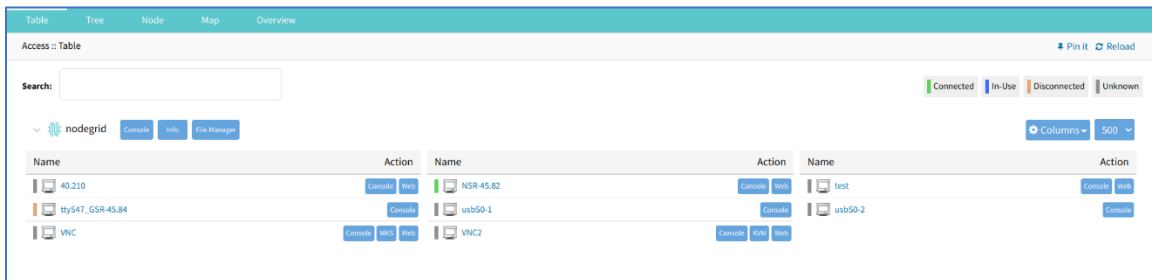 Table Tree Node Map Overview
Access :: Table Pin it Reload
Search: Connected In-Use Disconnected Unknown
nodegrid Console Info File Manager Columns 500
Name Action Name Action Name Action
40.210 Console Web NSR-45.82 Console Web test Console Web
ttyS47_GSR-45.84 Console usbS0-1 Console usbS0-2 Console
VNC Console MKS Web VNC2 Console KVM Web